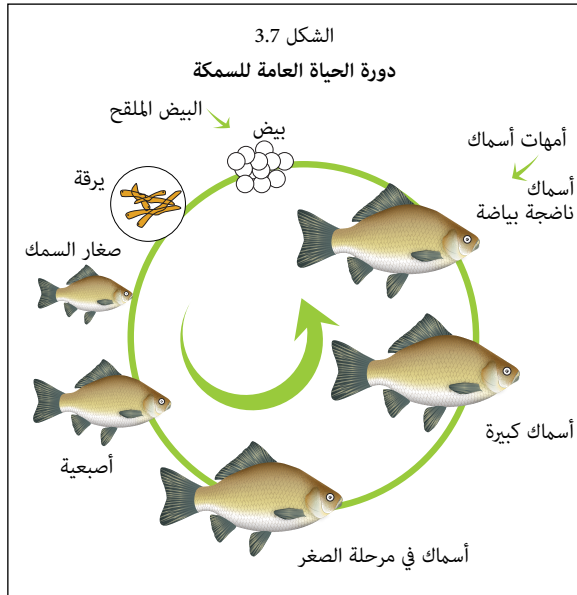 الشكل 3.7
دورة الحياة العامة للسمكة
البيض الملقح
بيض
أمهات أسماك
أسماك
ناضجة بياضة
يرقة
صغار السمك
أصبعية
أسماك كبيرة
أسماك في مرحلة الصغر